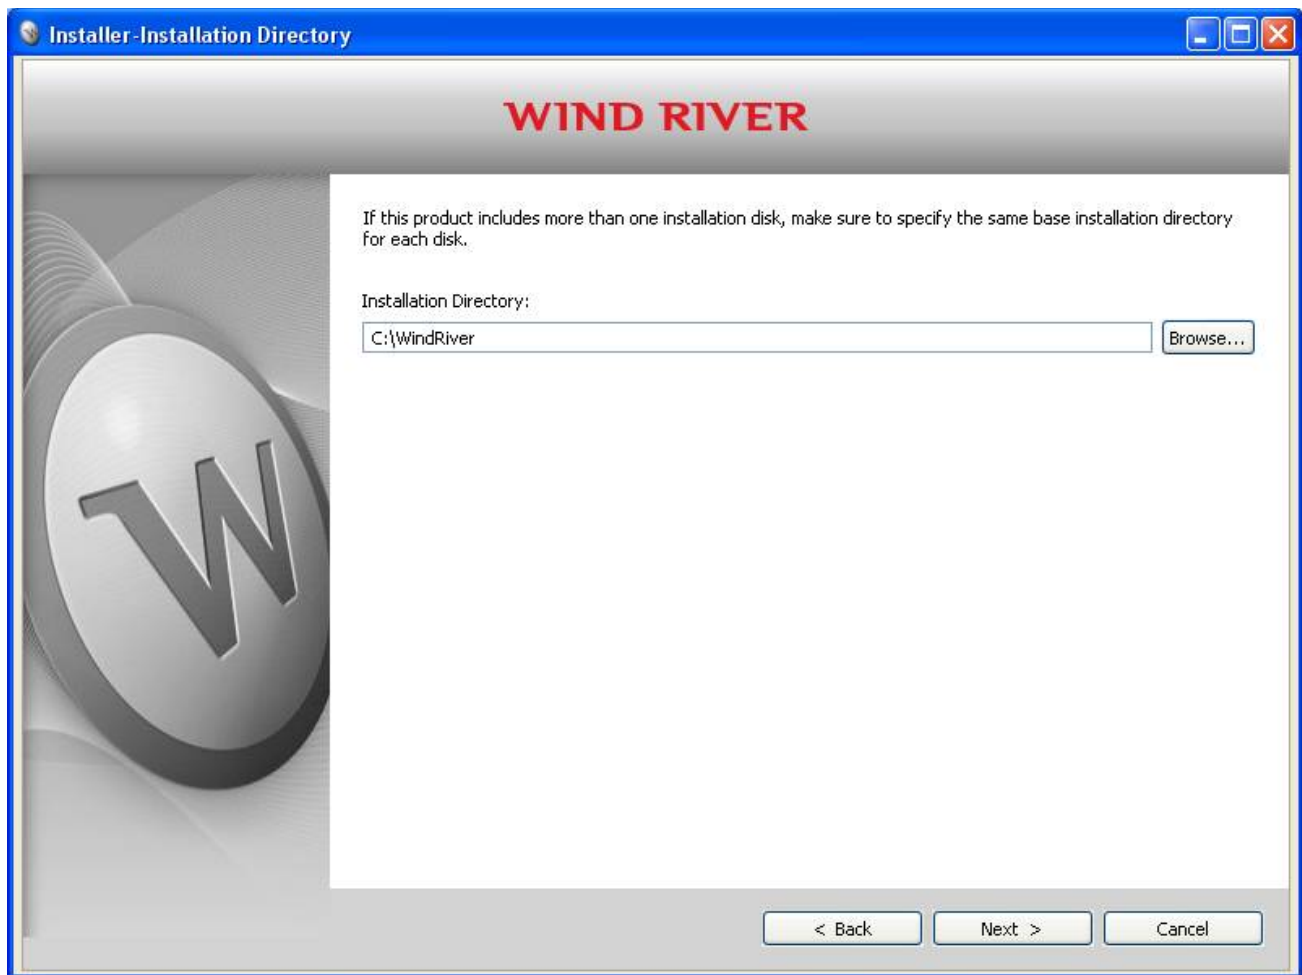 Installer-Installation Directory
WIND RIVER
If this product includes more than one installation disk, make sure to specify the same base installation directory
for each disk.
Installation Directory:
C:\WindRiver
Browse...
W
< Back
Next >
Cancel